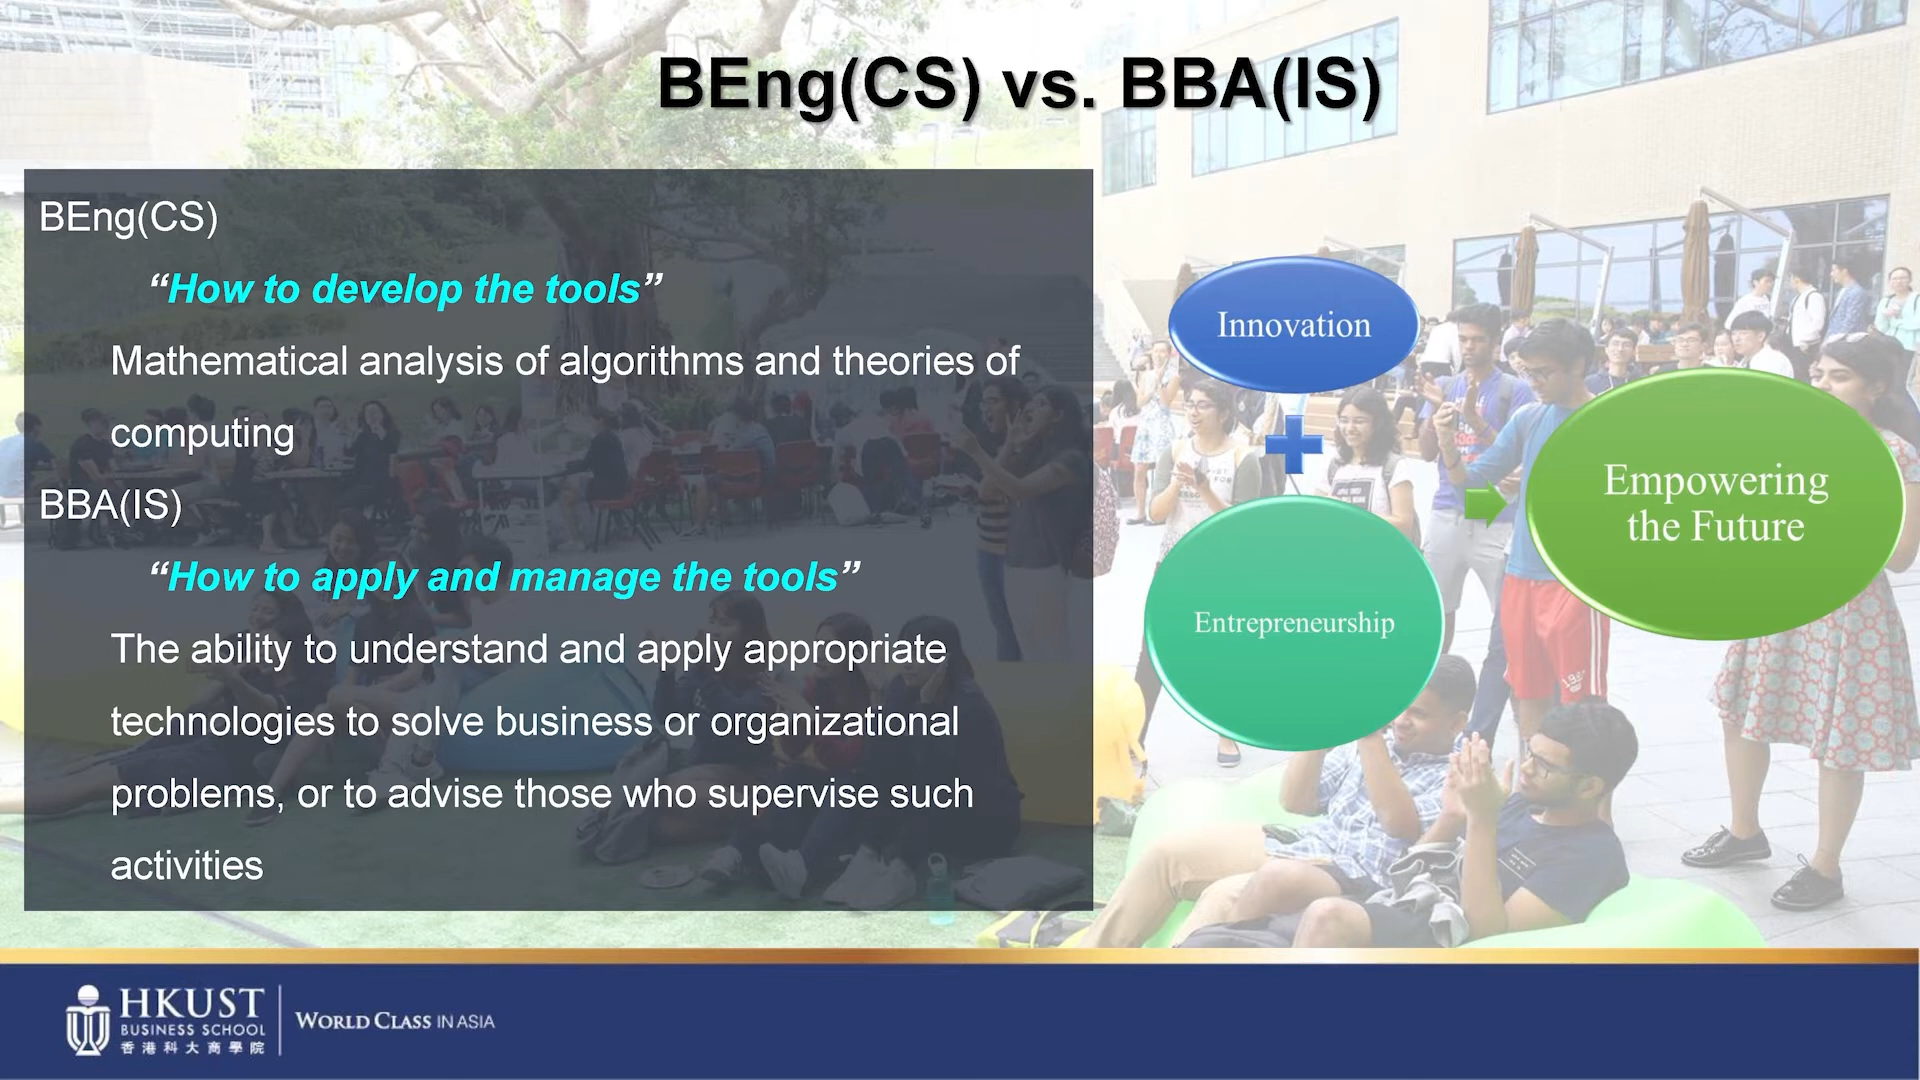 BEng(CS) vs. BBA(IS)
BEng(CS)
“How to develop the tools”
Mathematical analysis of algorithms and theories of
computing
BBA(IS)
“How to apply and manage the tools”
The ability to understand and apply appropriate
technologies to solve business or organizational
problems, or to advise those who supervise such
activities
Innovation
Entrepreneurship
Empowering
the Future
HKUST
BUSINESS SCHOOL
香港科大商學院
WORLD CLASS IN ASIA